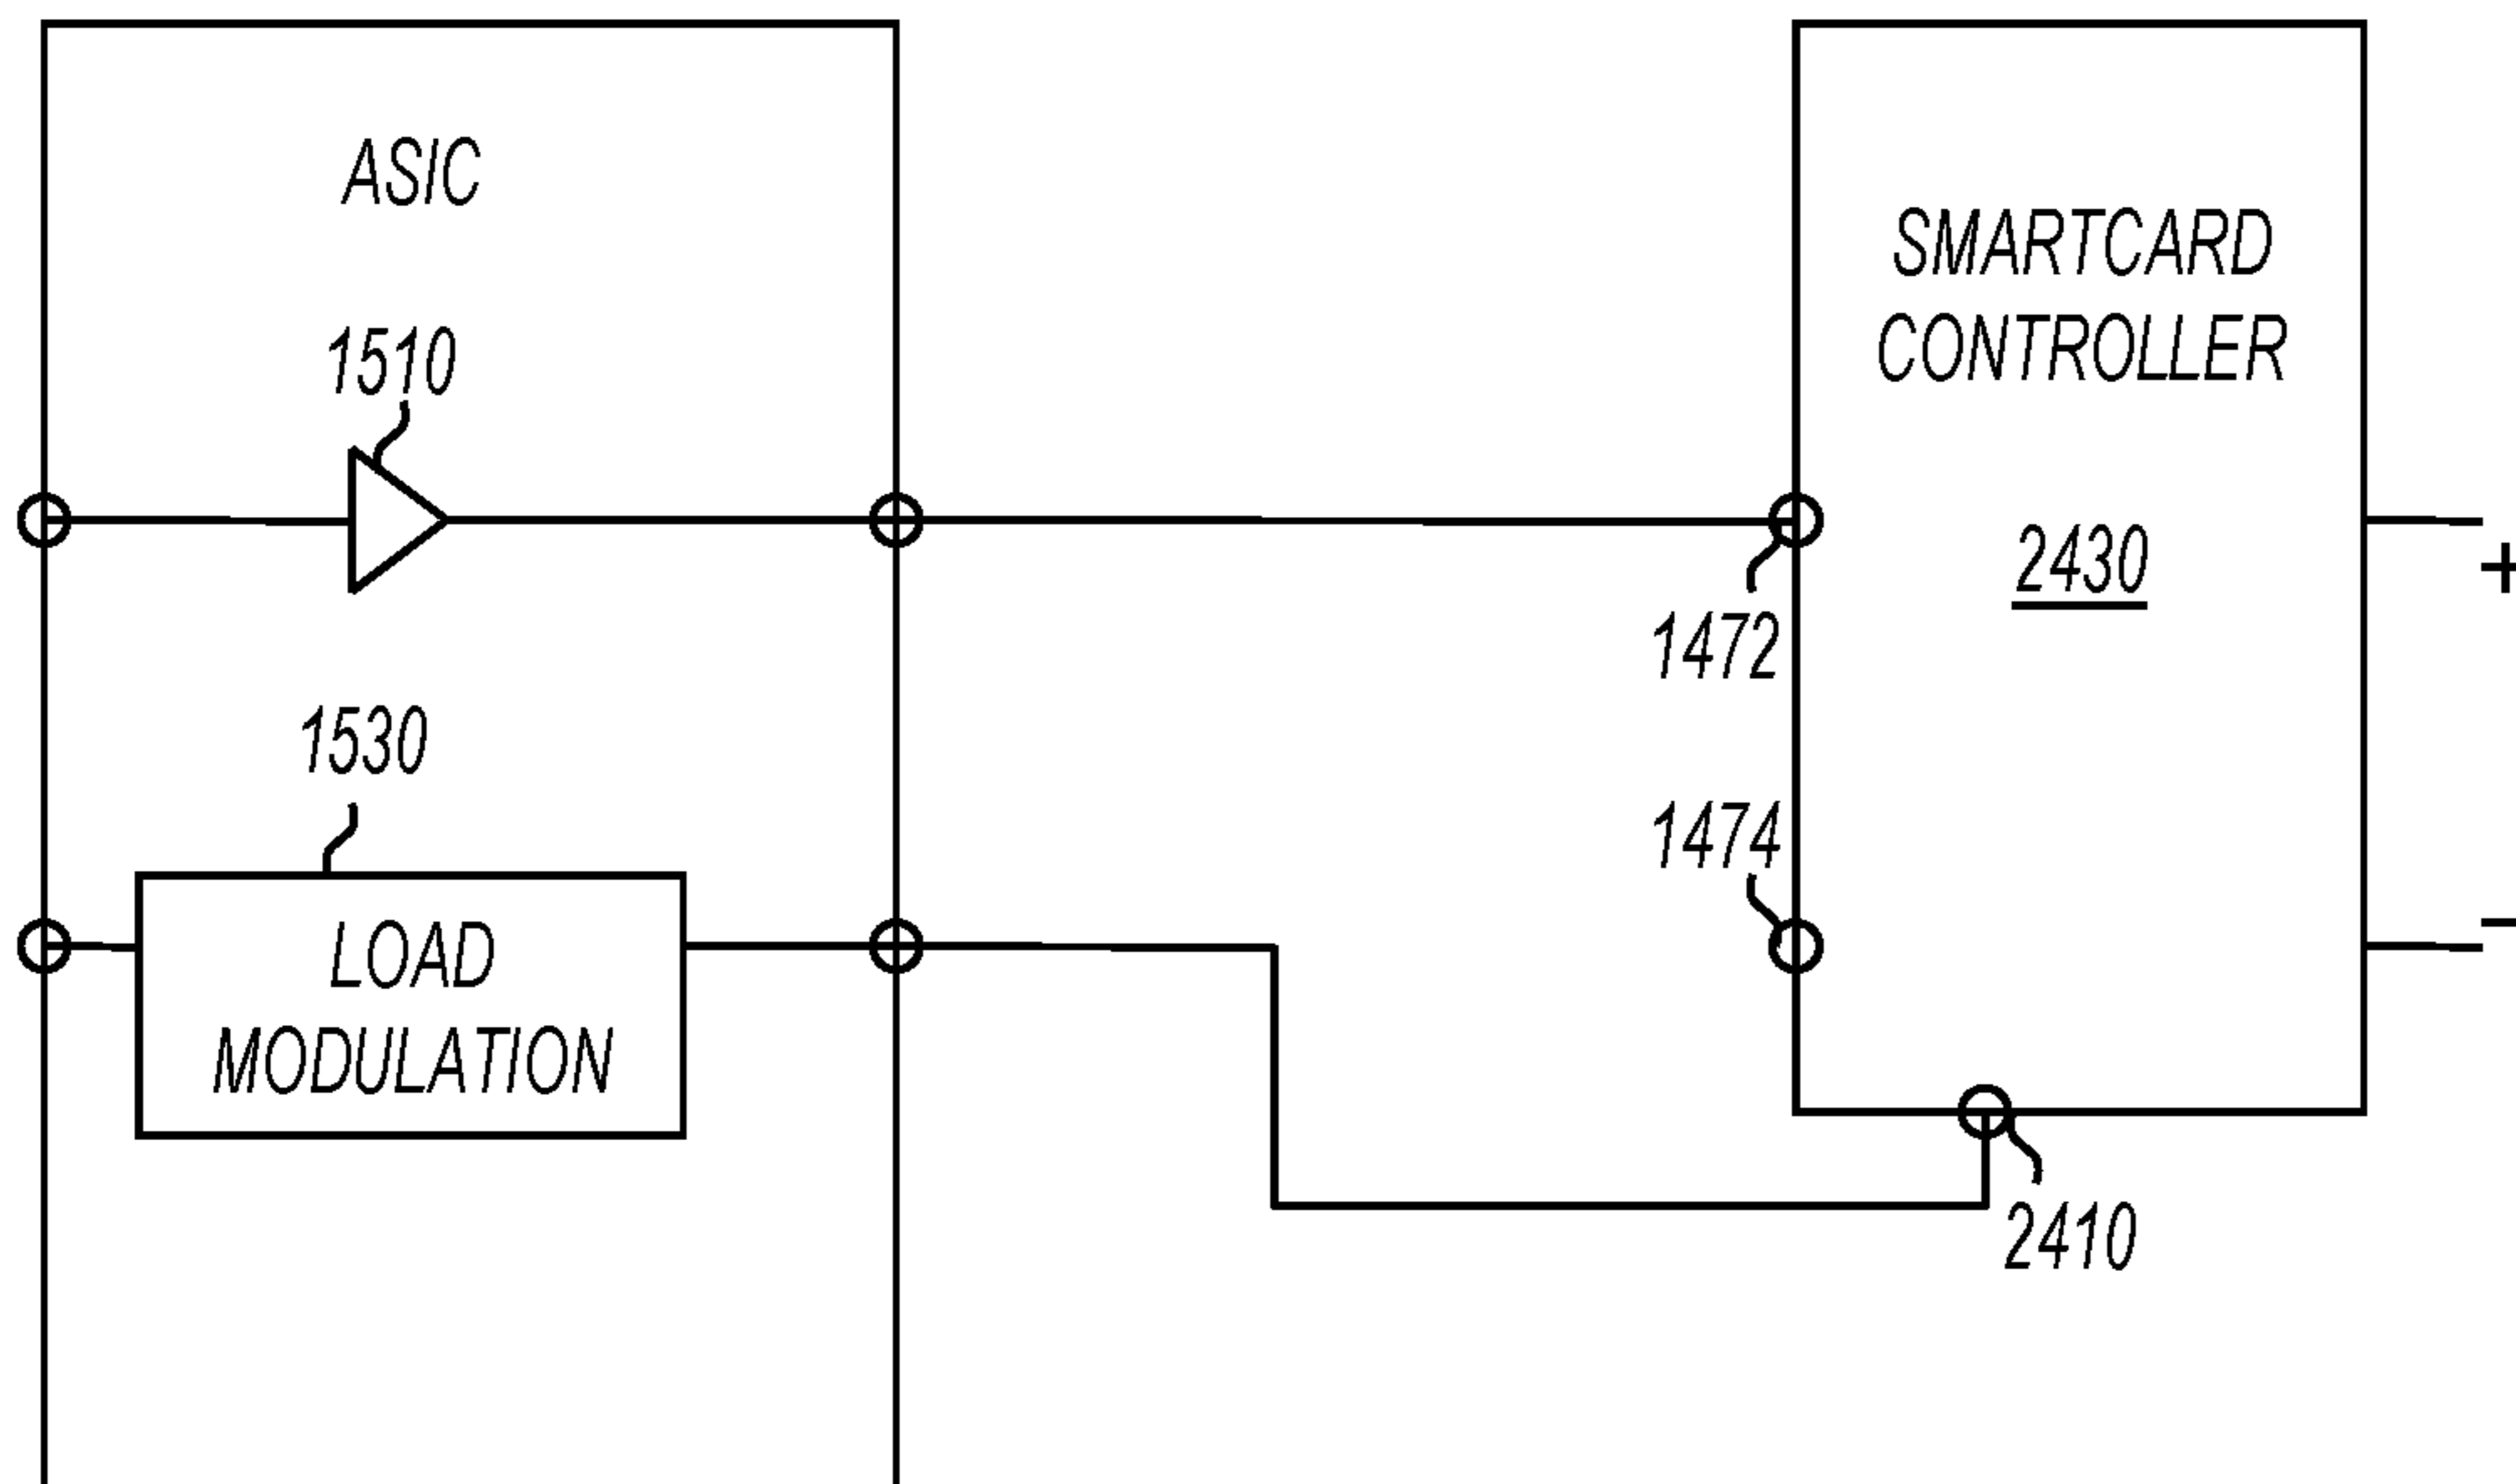 ASIC
1510
1530
LOAD
MODULATION
SMARTCARD
CONTROLLER
2430
1472
1474
2410
+
-